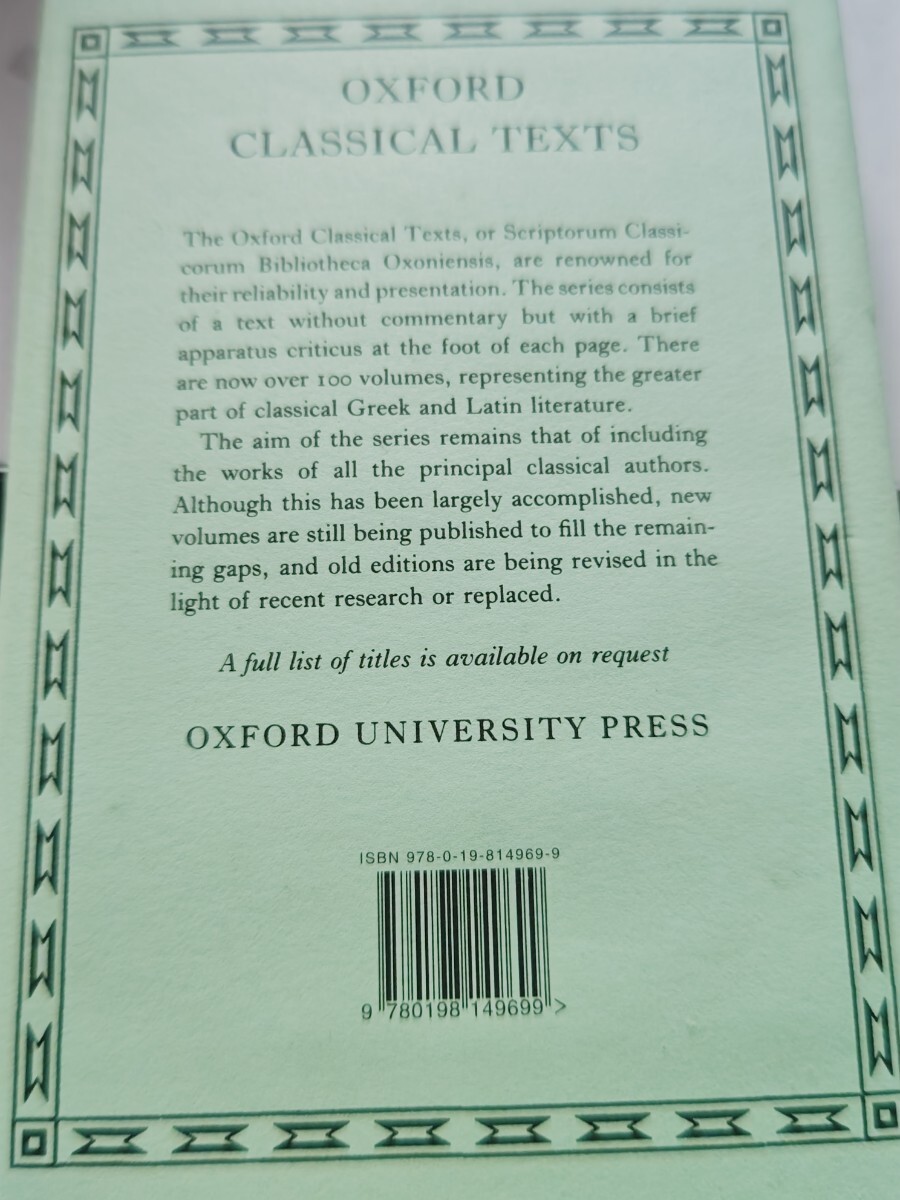 OXFORD
CLASSICAL TEXTS
The Oxford Classical Texts, or Scriptorum Classi-
corum Bibliotheca Oxoniensis, are renowned for
their reliability and presentation. The series consists
of a text without commentary but with a brief
apparatus criticus at the foot of each page. There
are now over 100 volumes, representing the greater
part of classical Greek and Latin literature.
The aim of the series remains that of including
the works of all the principal classical authors.
Although this has been largely accomplished, new
volumes are still being published to fill the remain-
ing gaps, and old editions are being revised in the
light of recent research or replaced.
A full list of titles is available on request
OXFORD UNIVERSITY PRESS
ISBN 978-0-19-814969-9
9 780198 149699 >